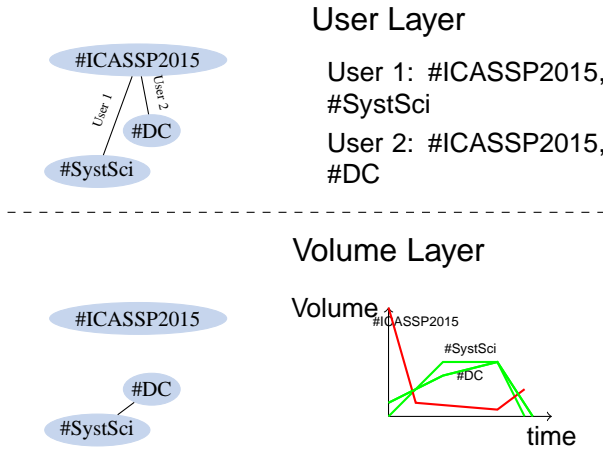 User Layer
#ICASSP2015
User 1
User 2
#DC
#SystSci
User 1: #ICASSP2015,
#SystSci
User 2: #ICASSP2015,
#DC
Volume Layer
#ICASSP2015
#DC
#SystSci
Volume
#ICASSP2015
#SystSci
#DC
time